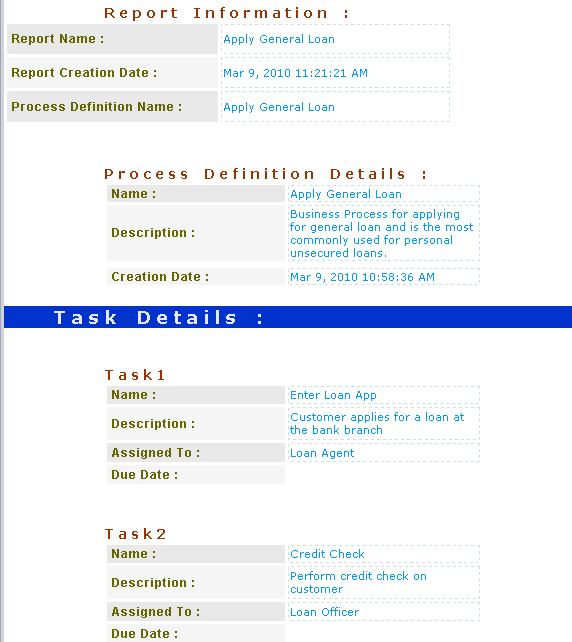 Report Information :
Report Name : Apply General Loan
Report Creation Date : Mar 9, 2010 11:21:21 AM
Process Definition Name : Apply General Loan
Process Definition Details :
Name : Apply General Loan
Description : Business Process for applying
for general loan and is the most
commonly used for personal
unsecured loans.
Creation Date : Mar 9, 2010 10:58:36 AM
Task Details :
Task1
Name : Enter Loan App
Description : Customer applies for a loan at
the bank branch
Assigned To : Loan Agent
Due Date :
Task2
Name : Credit Check
Description : Perform credit check on
customer
Assigned To : Loan Officer
Due Date :